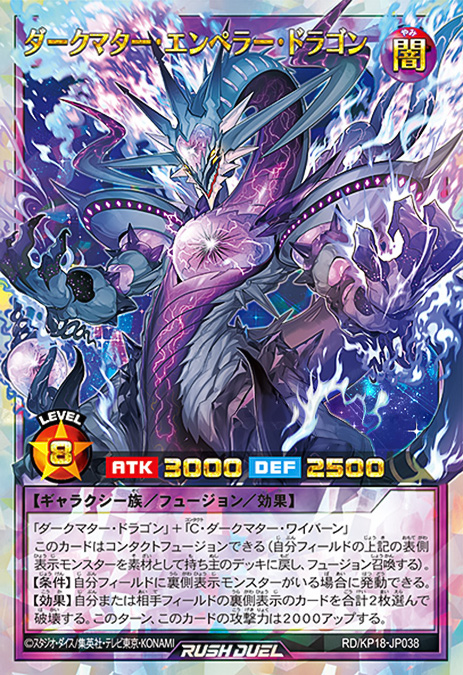 ダークマター・エンペラー・ドラゴン
闇
LEVEL
8
ATK 3000 DEF 2500
【ギャラクシー族/フュージョン/効果】
「ダークマター・ドラゴン」+「C・ダークマター・ワイバーン」
このカードはコンタクトフュージョンできる(自分フィールドの上記の表側
表示モンスターを素材として持ち主のデッキに戻し、フュージョン召喚する)。
【条件】自分フィールドに裏側表示モンスターがいる場合に発動できる。
【効果】自分または相手フィールドの裏側表示のカードを合計2枚選んで
破壊する。このターン、このカードの攻撃力は2000アップする。
©スタジオ・ダイス/集英社・テレビ東京・KONAMI
RUSH DUEL
RD/KP18-JP038